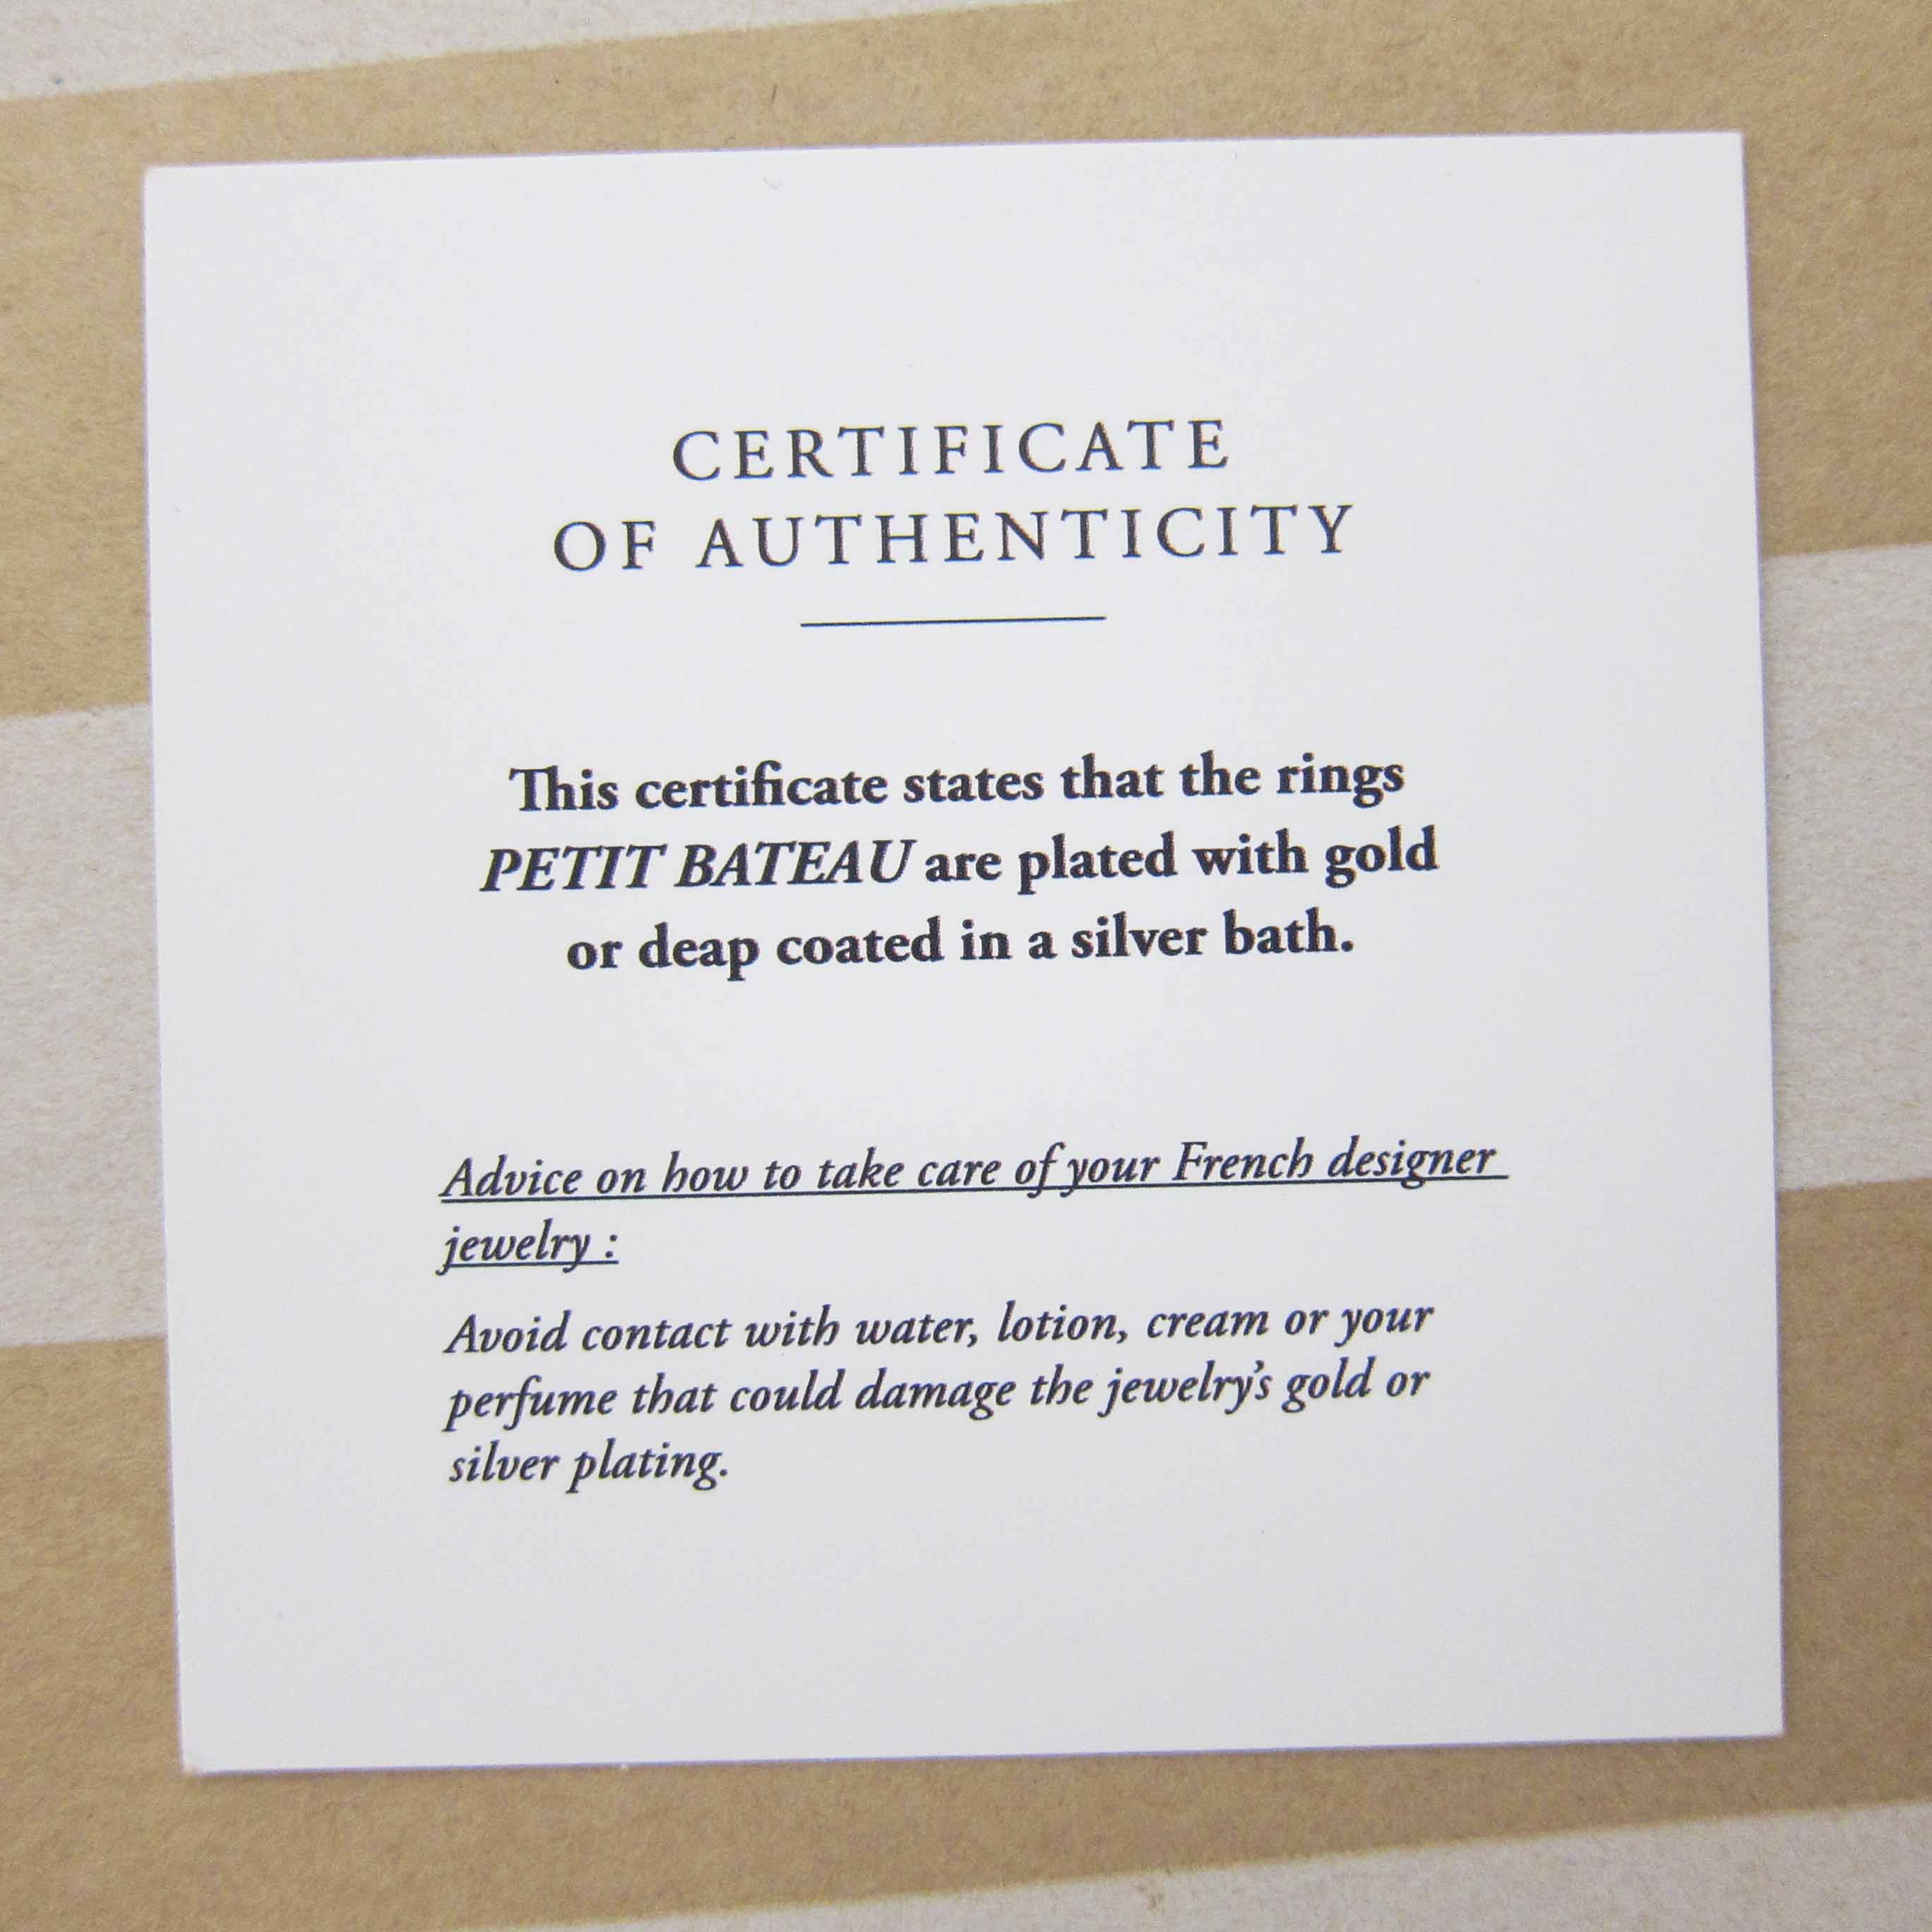 CERTIFICATE
OF AUTHENTICITY
This certificate states that the rings
PETIT BATEAU are plated with gold
or deap coated in a silver bath.
Advice on how to take care of your French designer
jewelry :
Avoid contact with water, lotion, cream or your
perfume that could damage the jewelry's gold or
silver plating.